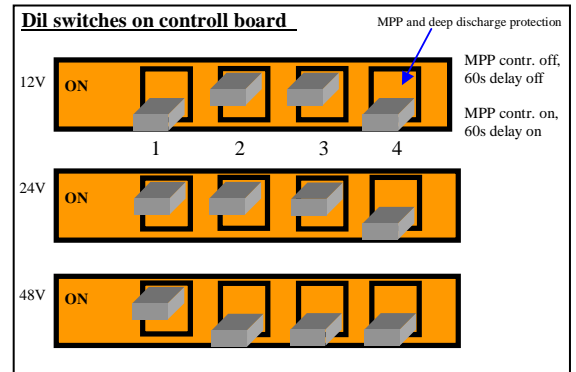 Dil switches on controll board
MPP and deep discharge protection
12V
ON
MPP contr. off,
60s delay off
MPP contr. on,
60s delay on
1 2 3 4
24V
ON
48V
ON